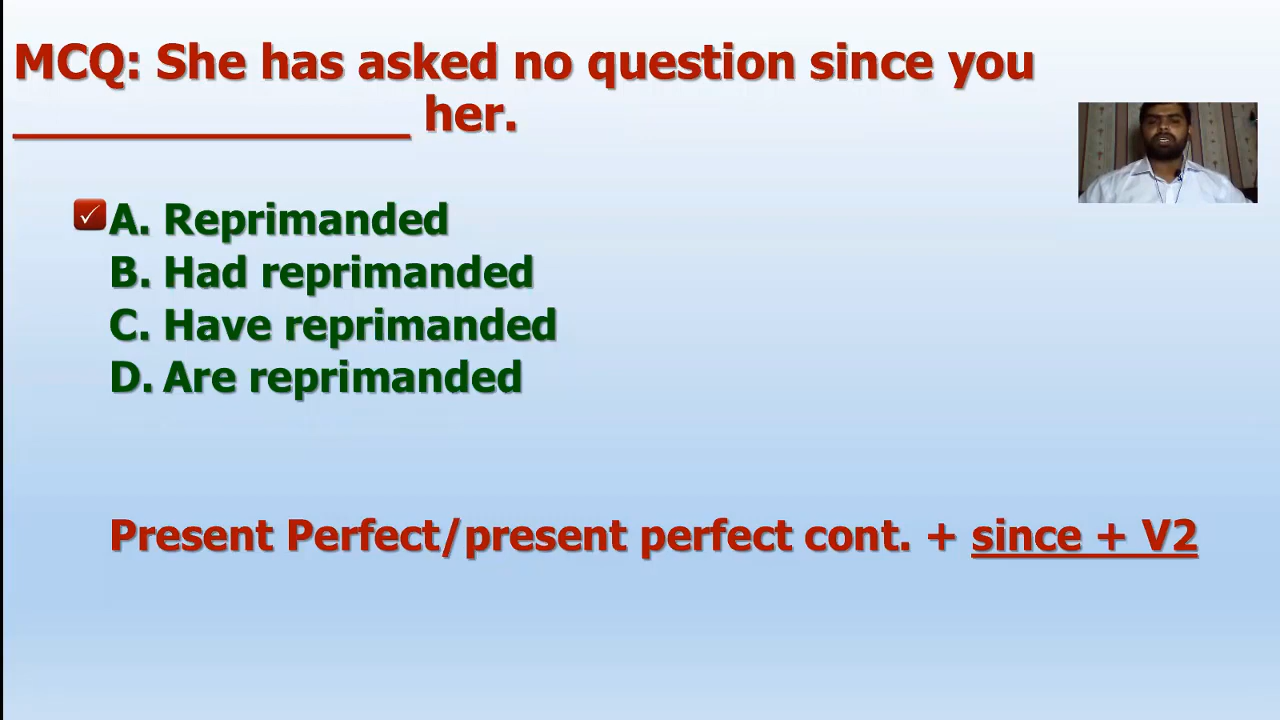 MCQ: She has asked no question since you
_________________ her.
A. Reprimanded
B. Had reprimanded
C. Have reprimanded
D. Are reprimanded
Present Perfect/present perfect cont. + since + V2